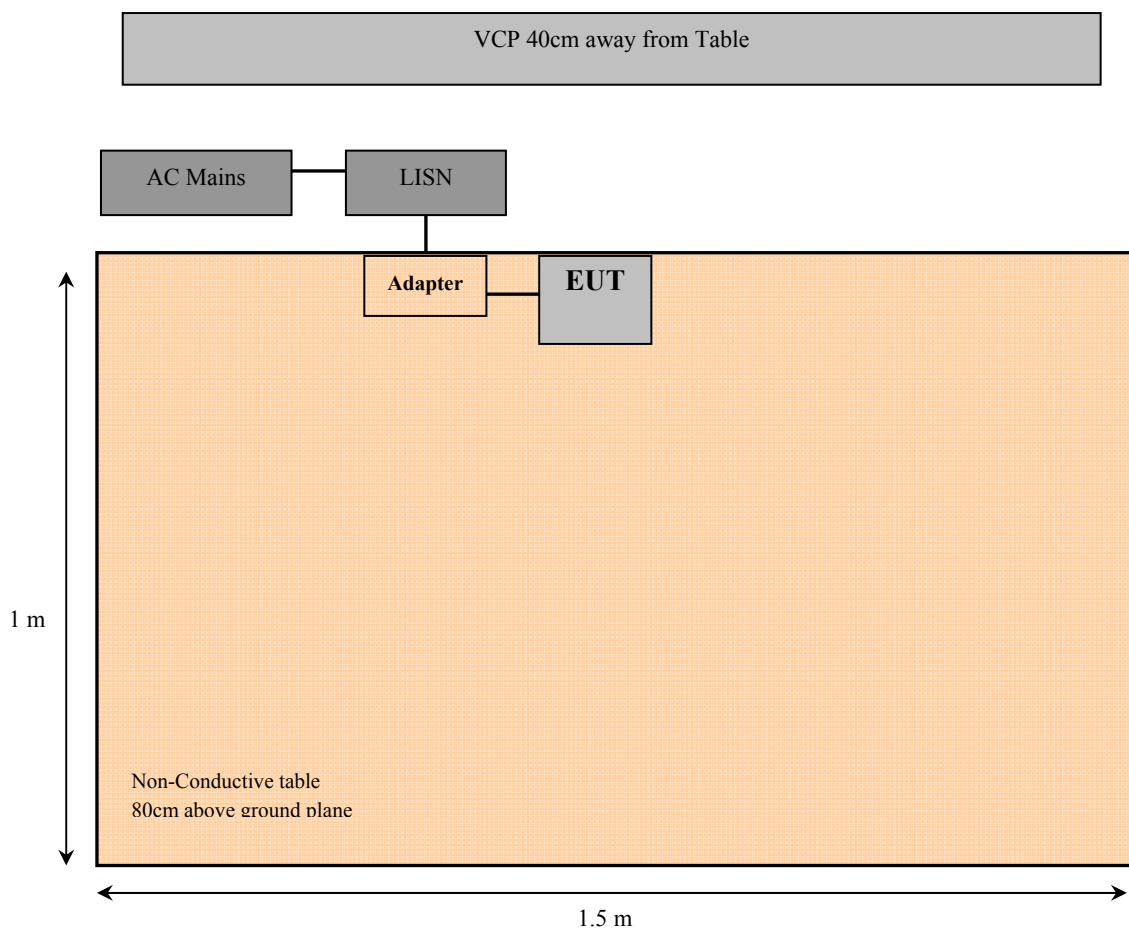 VCP 40cm away from Table
AC Mains
LISN
Adapter
EUT
1 m
Non-Conductive table
80cm above ground plane
1.5 m